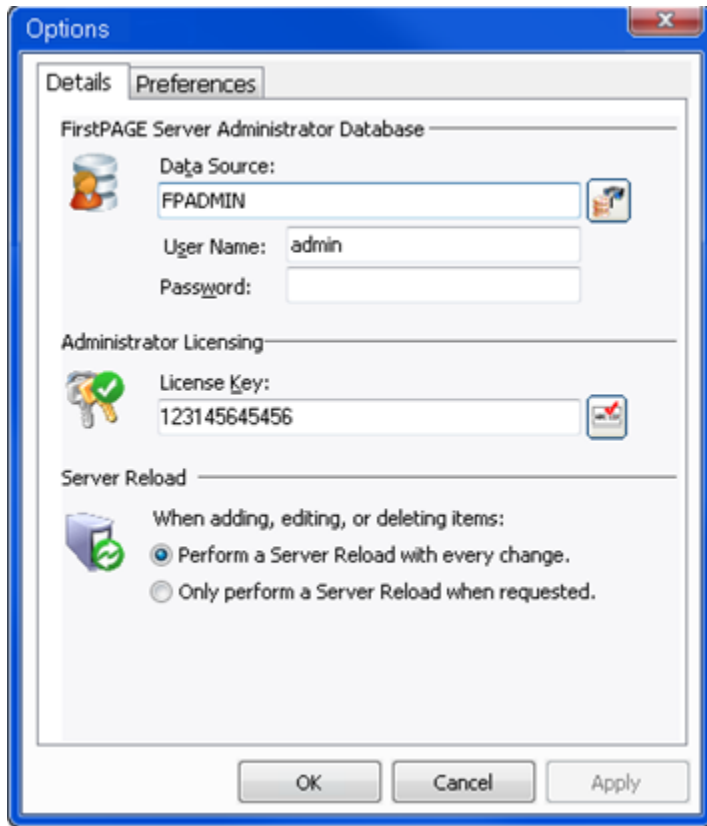 Options
Details
Preferences
FirstPAGE Server Administrator Database
Data Source:
FPADMIN
User Name: admin
Password:
Administrator Licensing
License Key:
123145645456
Server Reload
When adding, editing, or deleting items:
Perform a Server Reload with every change.
Only perform a Server Reload when requested.
OK
Cancel
Apply